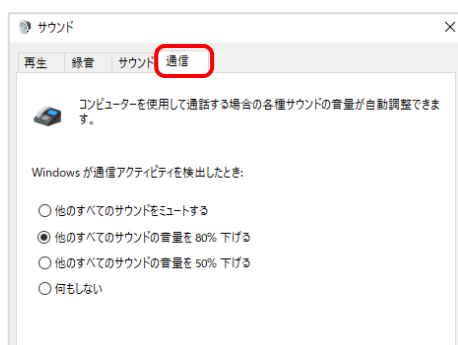 サウンド
再生 録音 サウンド 通信
コンピューターを使用して通話する場合の各種サウンドの音量が自動調整できま
す。
Windows が通信アクティビティを検出したとき:
他のすべてのサウンドをミュートする
他のすべてのサウンドの音量を 80% 下げる
他のすべてのサウンドの音量を 50% 下げる
何もしない